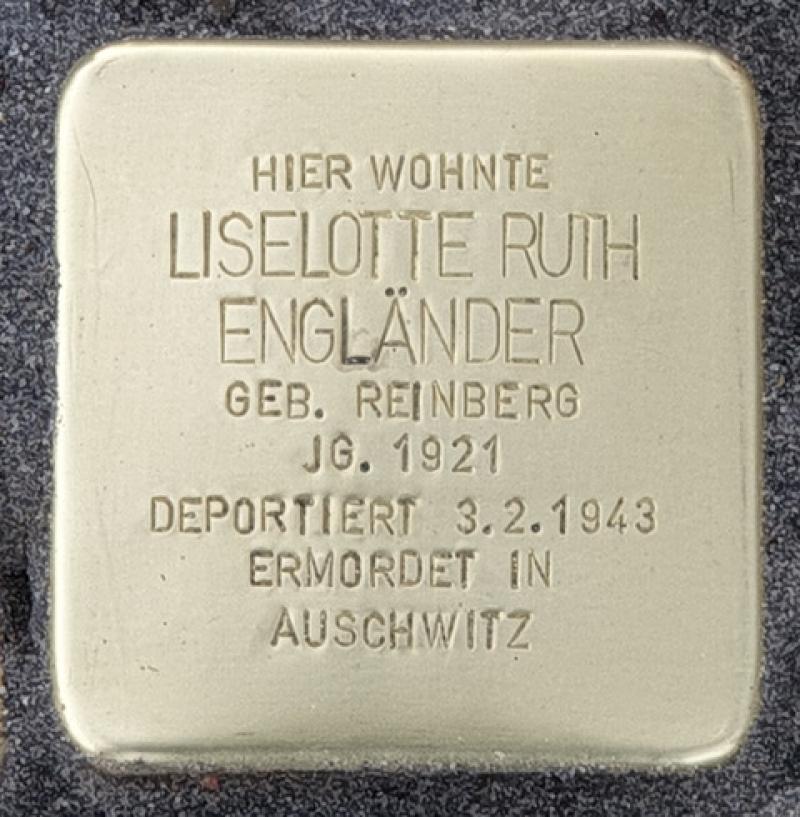 HIER WOHNTE
LISELOTTE RUTH
ENGLÄNDER
GEB. REINBERG
JG. 1921
DEPORTIERT 3.2.1943
ERMORDET IN
AUSCHWITZ